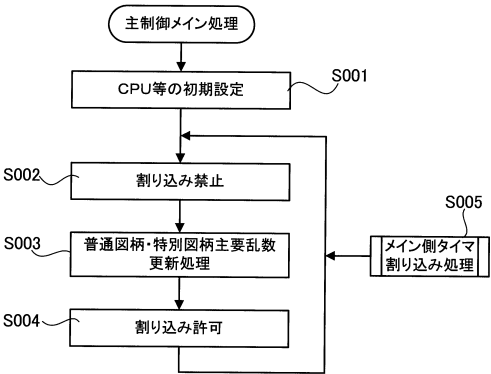 主制御メイン処理
S001
CPU等の初期設定
S002
割り込み禁止
S003
普通図柄・特別図柄主要乱数
更新処理
S004
割り込み許可
S005
メイン側タイマ
割り込み処理